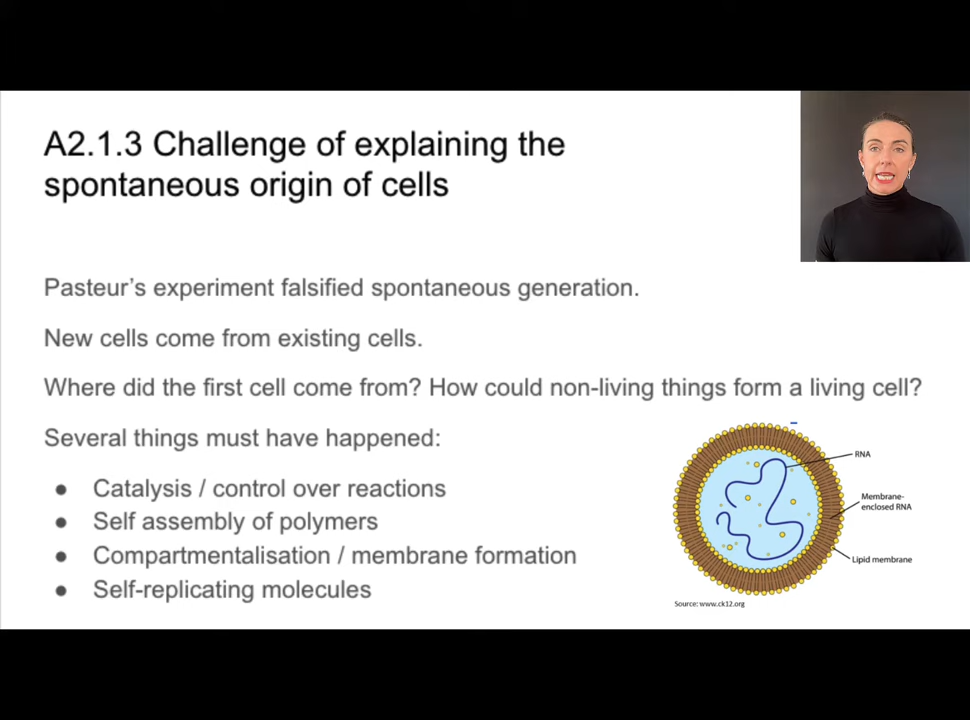 A2.1.3 Challenge of explaining the
spontaneous origin of cells
Pasteur's experiment falsified spontaneous generation.
New cells come from existing cells.
Where did the first cell come from? How could non-living things form a living cell?
Several things must have happened:
● Catalysis / control over reactions
● Self assembly of polymers
● Compartmentalisation / membrane formation
● Self-replicating molecules
RNA
Membrane-
enclosed RNA
Lipid membrane
Source: www.ck12.org